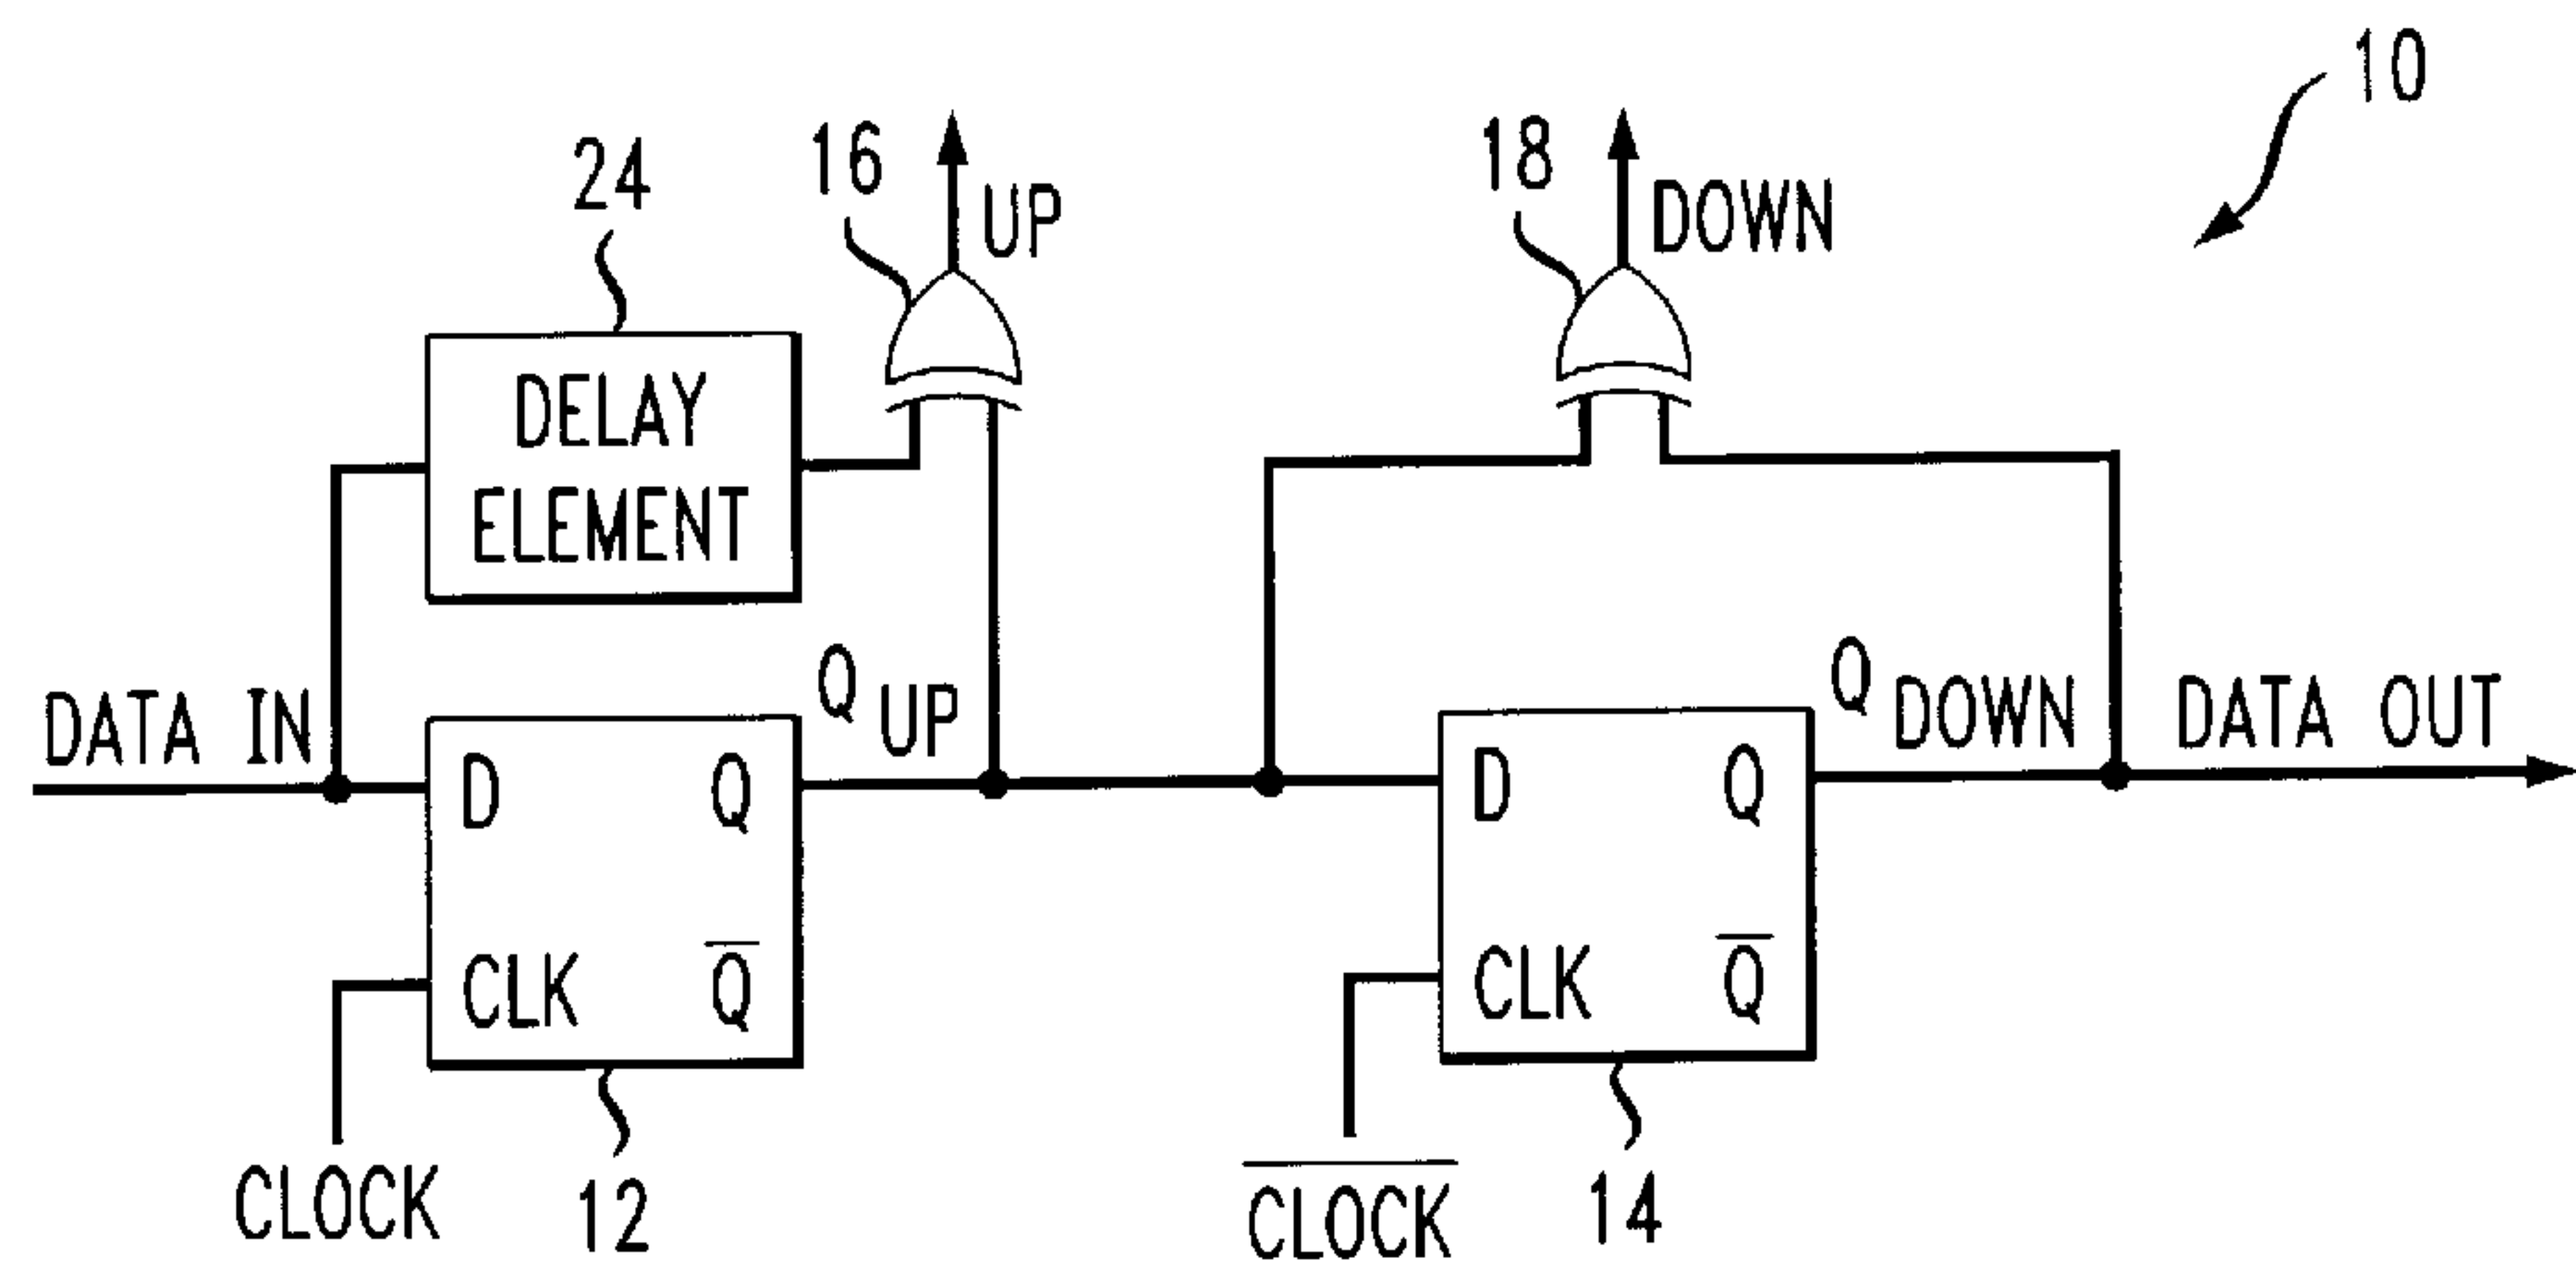 10
24
16
UP
18
DOWN
DELAY
ELEMENT
DATA IN
Q UP
Q DOWN
DATA OUT
D
Q
CLK
Q̅
D
Q
CLK
Q̅
CLOCK
12
C̅L̅O̅C̅K̅
14